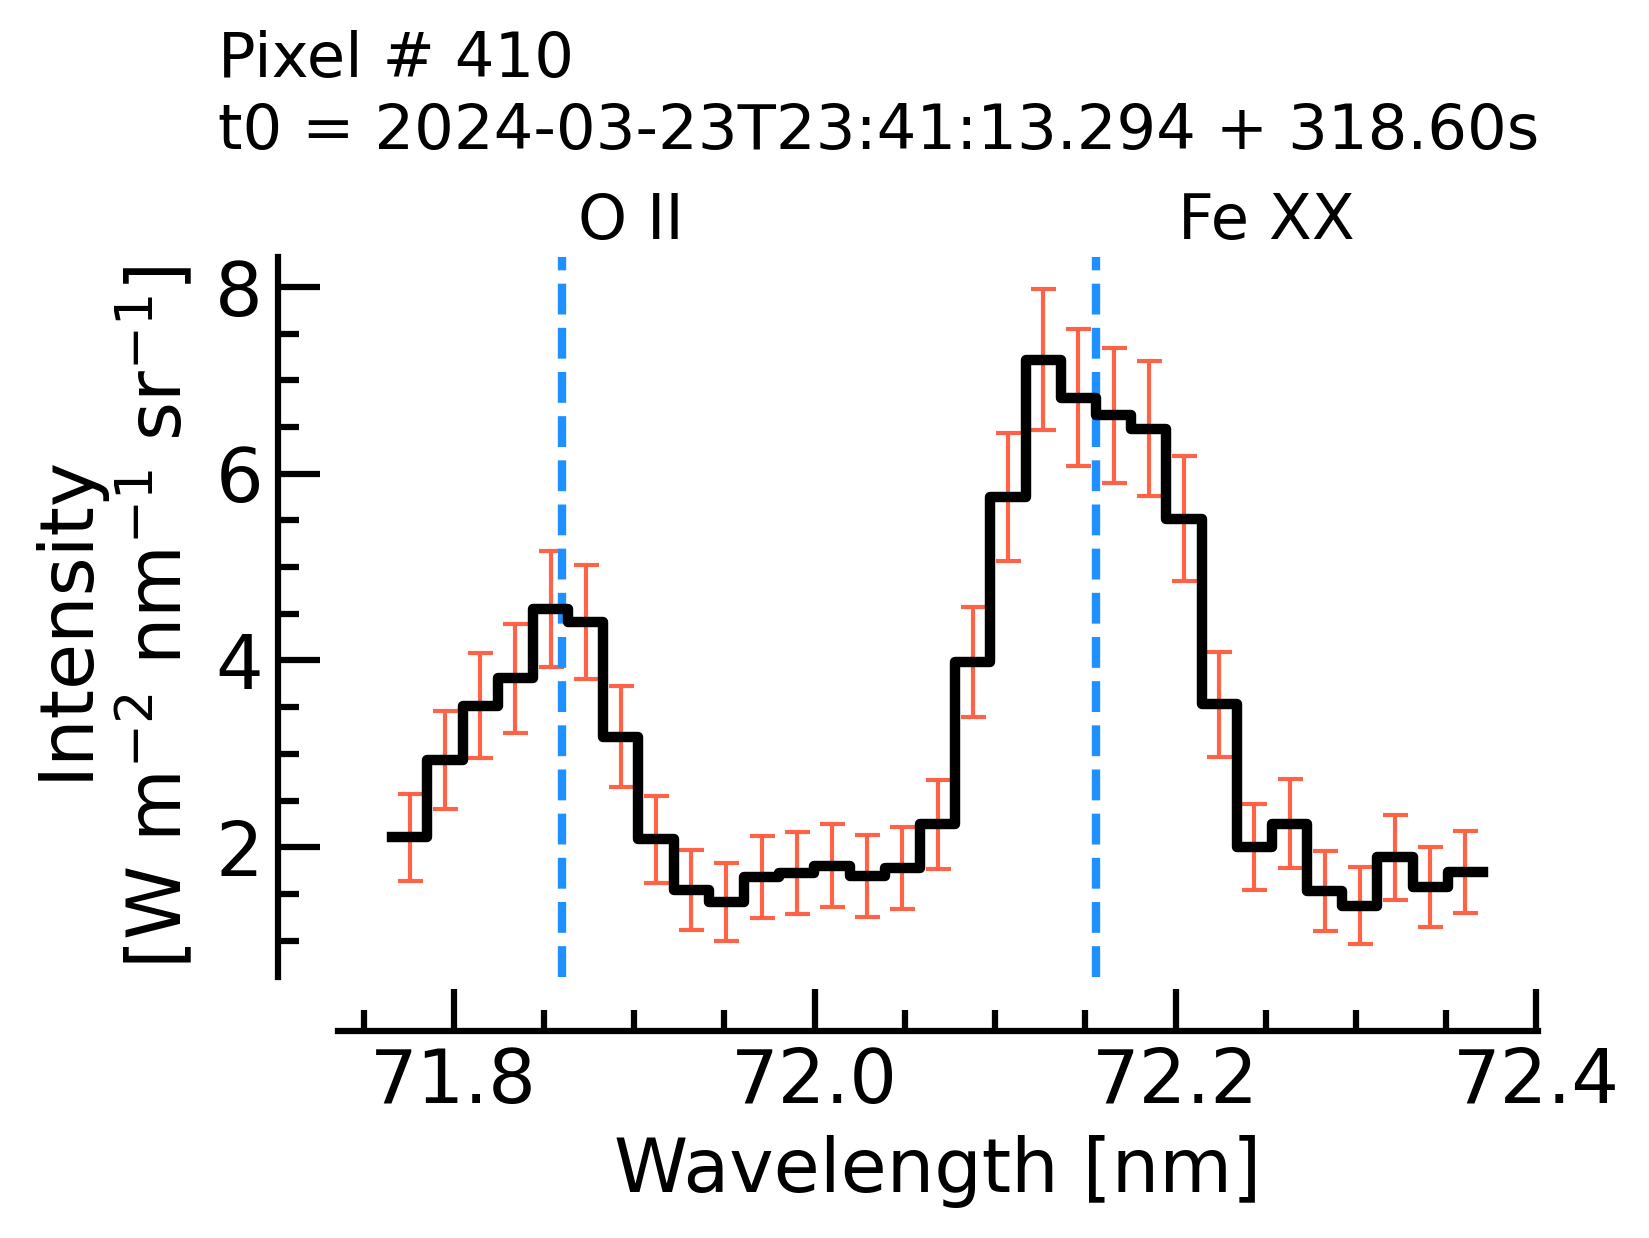 Pixel # 410
t0 = 2024-03-23T23:41:13.294 + 318.60s
O II
Fe XX
Intensity
[W m⁻² nm⁻¹ sr⁻¹]
8
6
4
2
71.8 72.0 72.2 72.4
Wavelength [nm]